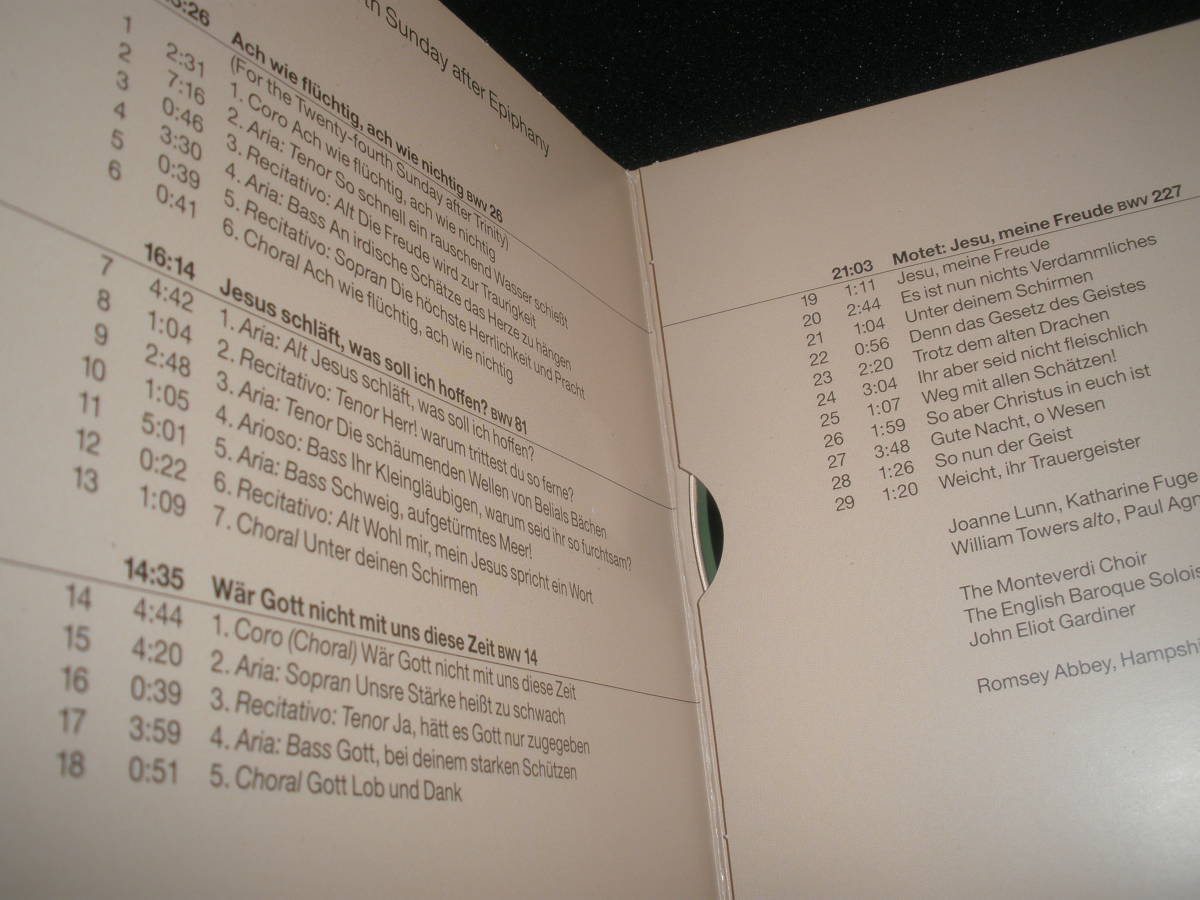 Sunday after Epiphany
:26 Ach wie flüchtig, ach wie nichtig BWV 26
(For the Twenty-fourth Sunday after Trinity)
1 2:31 1. Coro Ach wie flüchtig, ach wie nichtig
2 7:16 2. Aria: Tenor So schnell ein rauschend Wasser schießt
3 0:46 3. Recitativo: Alt Die Freude wird zur Traurigkeit
4 3:30 4. Aria: Bass An irdische Schätze das Herze zu hängen
5 0:39 5. Recitativo: Sopran Die höchste Herrlichkeit und Pracht
6 0:41 6. Choral Ach wie flüchtig, ach wie nichtig
16:14 Jesus schläft, was soll ich hoffen? BWV 81
7 4:42 1. Aria: Alt Jesus schläft, was soll ich hoffen?
8 1:04 2. Recitativo: Tenor Herr! warum trittest du so ferne?
9 2:48 3. Aria: Tenor Die schäumenden Wellen von Belials Bächen
10 1:05 4. Arioso: Bass Ihr Kleingläubigen, warum seid ihr so furchtsam?
11 5:01 5. Aria: Bass Schweig, aufgetürmtes Meer!
12 0:22 6. Recitativo: Alt Wohl mir, mein Jesus spricht ein Wort
13 1:09 7. Choral Unter deinen Schirmen
14:35 Wär Gott nicht mit uns diese Zeit BWV 14
14 4:44 1. Coro (Choral) Wär Gott nicht mit uns diese Zeit
15 4:20 2. Aria: Sopran Unsre Stärke heißt zu schwach
16 0:39 3. Recitativo: Tenor Ja, hätt es Gott nur zugegeben
17 3:59 4. Aria: Bass Gott, bei deinem starken Schützen
18 0:51 5. Choral Gott Lob und Dank
21:03 Motet: Jesu, meine Freude BWV 227
19 1:11 Jesu, meine Freude
20 2:44 Es ist nun nichts Verdammliches
21 1:04 Unter deinem Schirmen
22 0:56 Denn das Gesetz des Geistes
23 2:20 Trotz dem alten Drachen
24 3:04 Ihr aber seid nicht fleischlich
25 1:07 Weg mit allen Schätzen!
26 1:59 So aber Christus in euch ist
27 3:48 Gute Nacht, o Wesen
28 1:26 So nun der Geist
29 1:20 Weicht, ihr Trauergeister
Joanne Lunn, Katharine Fuge
William Towers alto, Paul Agn
The Monteverdi Choir
The English Baroque Solois
John Eliot Gardiner
Romsey Abbey, Hampshi